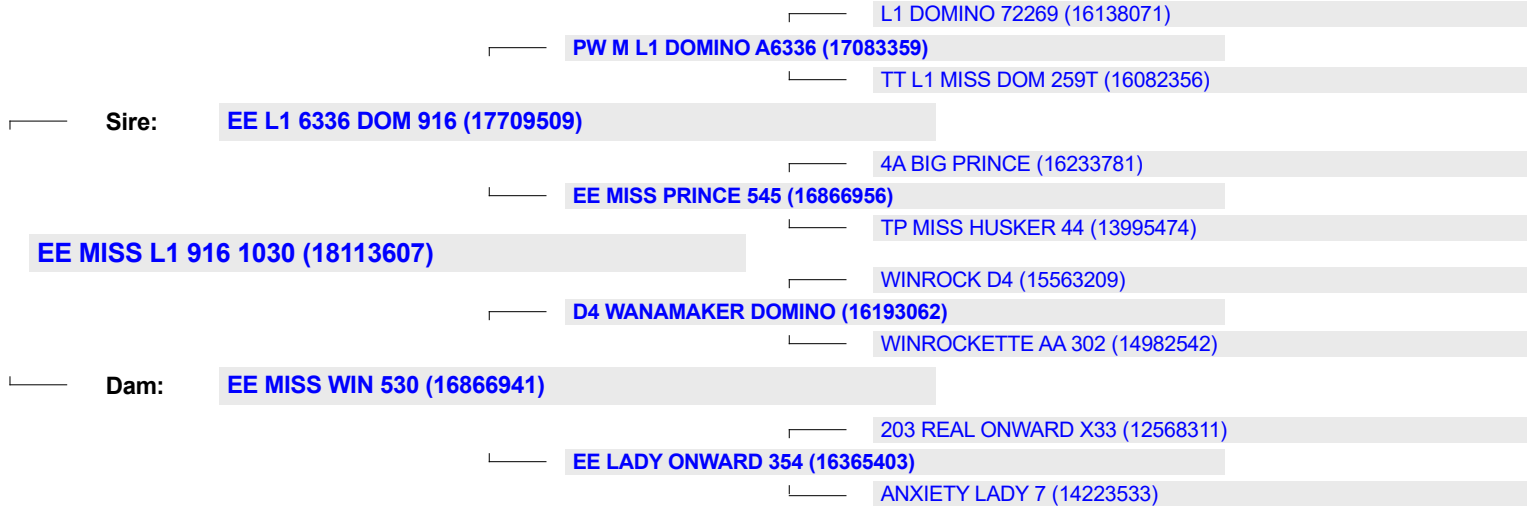 L1 DOMINO 72269 (16138071)
PW M L1 DOMINO A6336 (17083359)
TT L1 MISS DOM 259T (16082356)
Sire: EE L1 6336 DOM 916 (17709509)
4A BIG PRINCE (16233781)
EE MISS PRINCE 545 (16866956)
TP MISS HUSKER 44 (13995474)
EE MISS L1 916 1030 (18113607)
WINROCK D4 (15563209)
D4 WANAMAKER DOMINO (16193062)
WINROCKETTE AA 302 (14982542)
Dam: EE MISS WIN 530 (16866941)
203 REAL ONWARD X33 (12568311)
EE LADY ONWARD 354 (16365403)
ANXIETY LADY 7 (14223533)